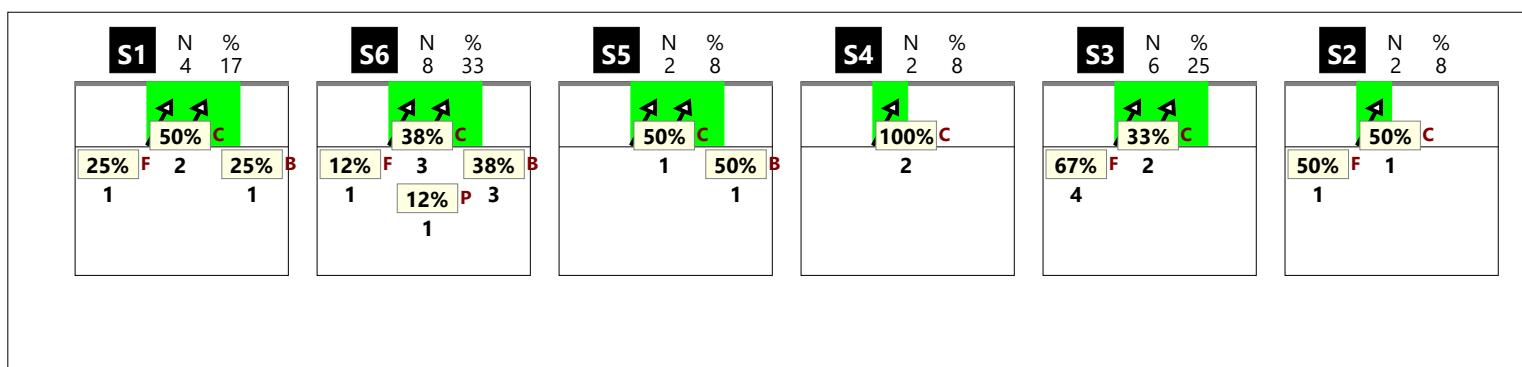 S1 N % 4 17
50% C
25% F 2 25% B
1 1
S6 N % 8 33
38% C
12% F 3 38% B
1 12% P 3
1
S5 N % 2 8
50% C
1 50% B
1
S4 N % 2 8
100% C
2
S3 N % 6 25
33% C
67% F 2
4
S2 N % 2 8
50% C
50% F 1
1